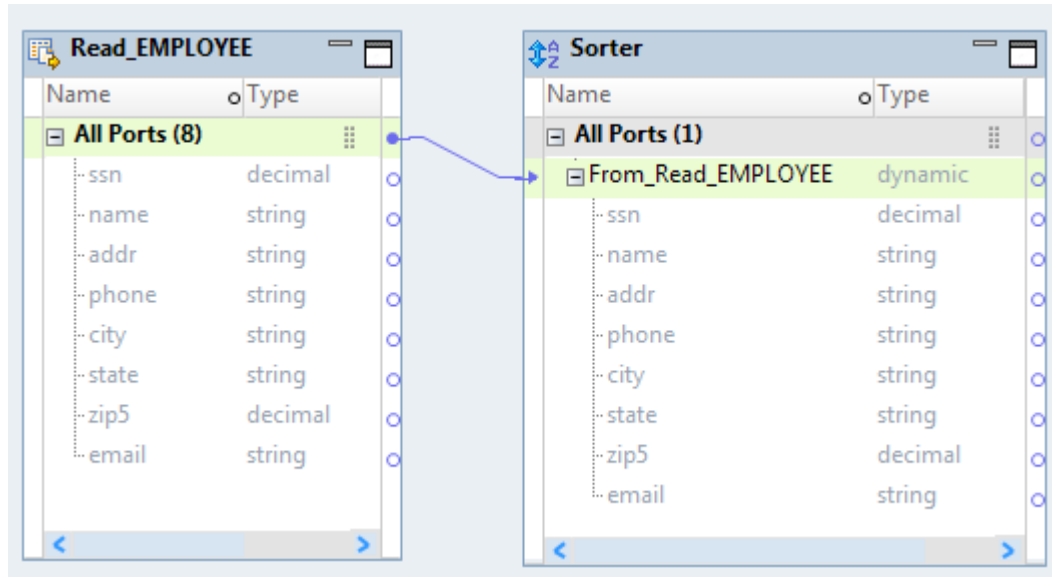 Read_EMPLOYEE
Name Type
All Ports (8)
ssn decimal
name string
addr string
phone string
city string
state string
zip5 decimal
email string
Sorter
Name Type
All Ports (1)
From_Read_EMPLOYEE dynamic
ssn decimal
name string
addr string
phone string
city string
state string
zip5 decimal
email string